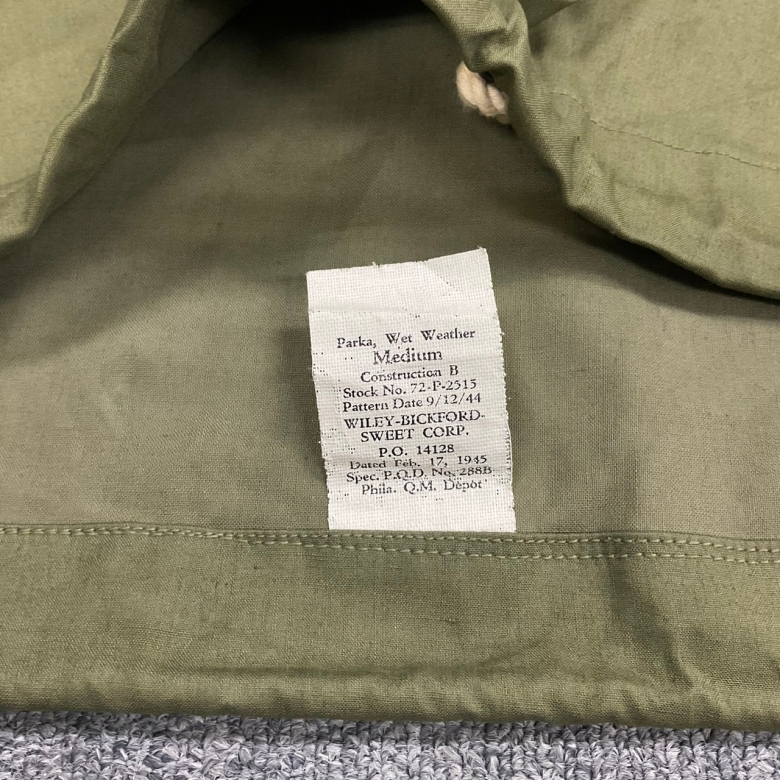 Parka, Wet Weather
Medium
Construction B
Stock No. 72-P-2515
Pattern Date 9/12/44
WILEY-BICKFORD-
SWEET CORP.
P.O. 14128
Dated Feb. 17, 1945
Spec. P.Q.D. No. 288B
Phila. Q.M. Depot